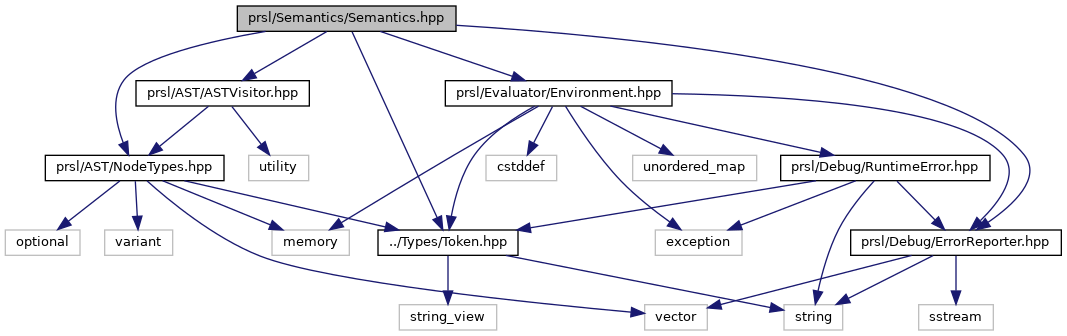 prsl/Semantics/Semantics.hpp
prsl/AST/ASTVisitor.hpp
prsl/Evaluator/Environment.hpp
prsl/AST/NodeTypes.hpp
utility
cstddef
unordered_map
prsl/Debug/RuntimeError.hpp
optional
variant
memory
../Types/Token.hpp
exception
prsl/Debug/ErrorReporter.hpp
string_view
vector
string
sstream